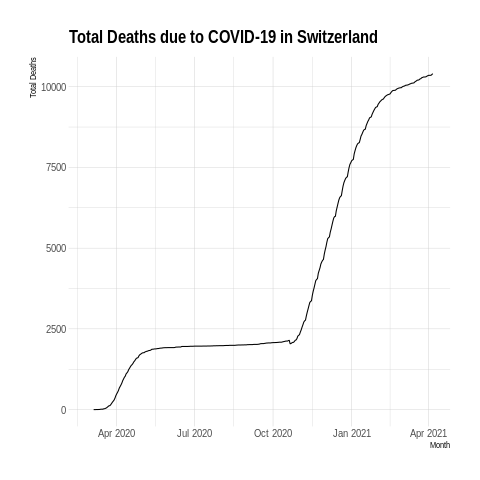 Total Deaths due to COVID-19 in Switzerland
Total Deaths
10000
7500
5000
2500
0
Apr 2020 Jul 2020 Oct 2020 Jan 2021 Apr 2021
Month